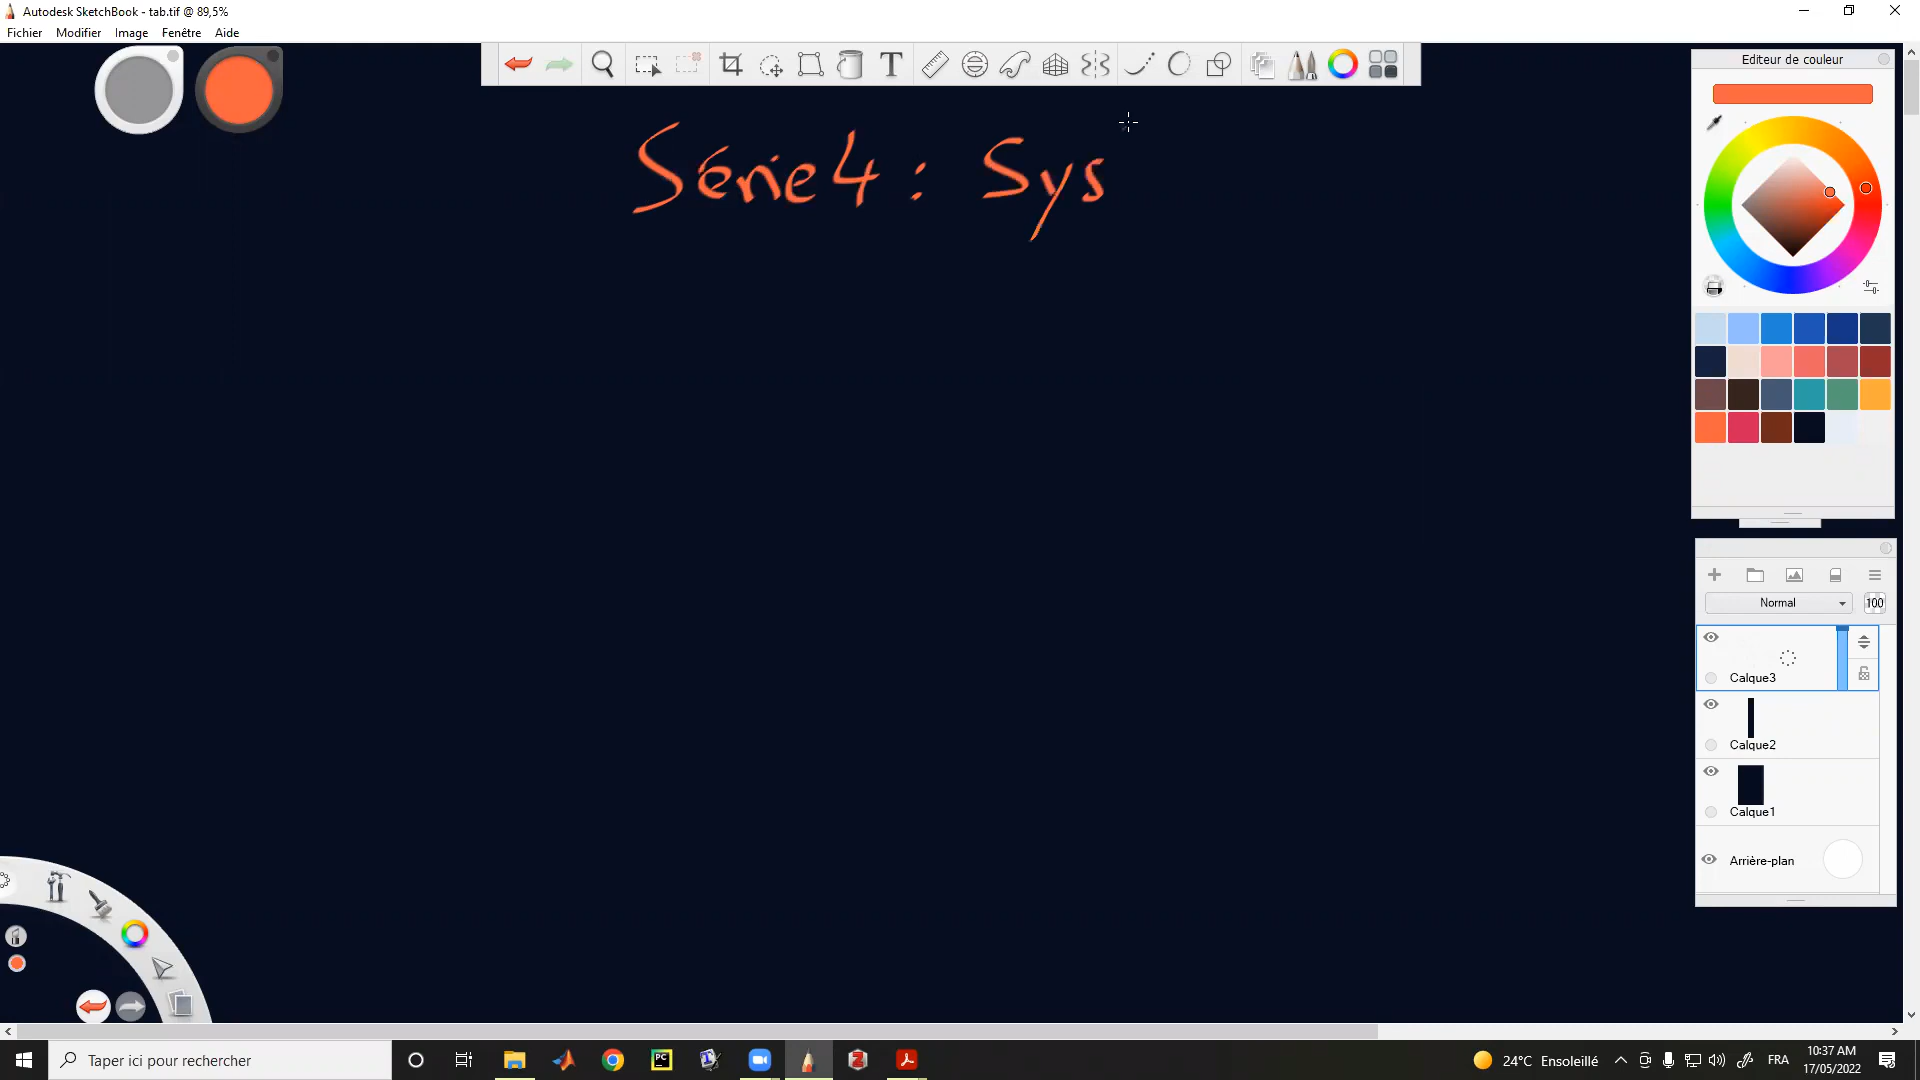 Autodesk SketchBook - tab.tif @ 89,5%
Fichier Modifier Image Fenêtre Aide
Editeur de couleur
Série 4 : Sys
Normal 100
Calque3
Calque2
Calque1
Arrière-plan
Taper ici pour rechercher
PC
Z
24°C Ensoleillé
FRA
10:37 AM
17/05/2022